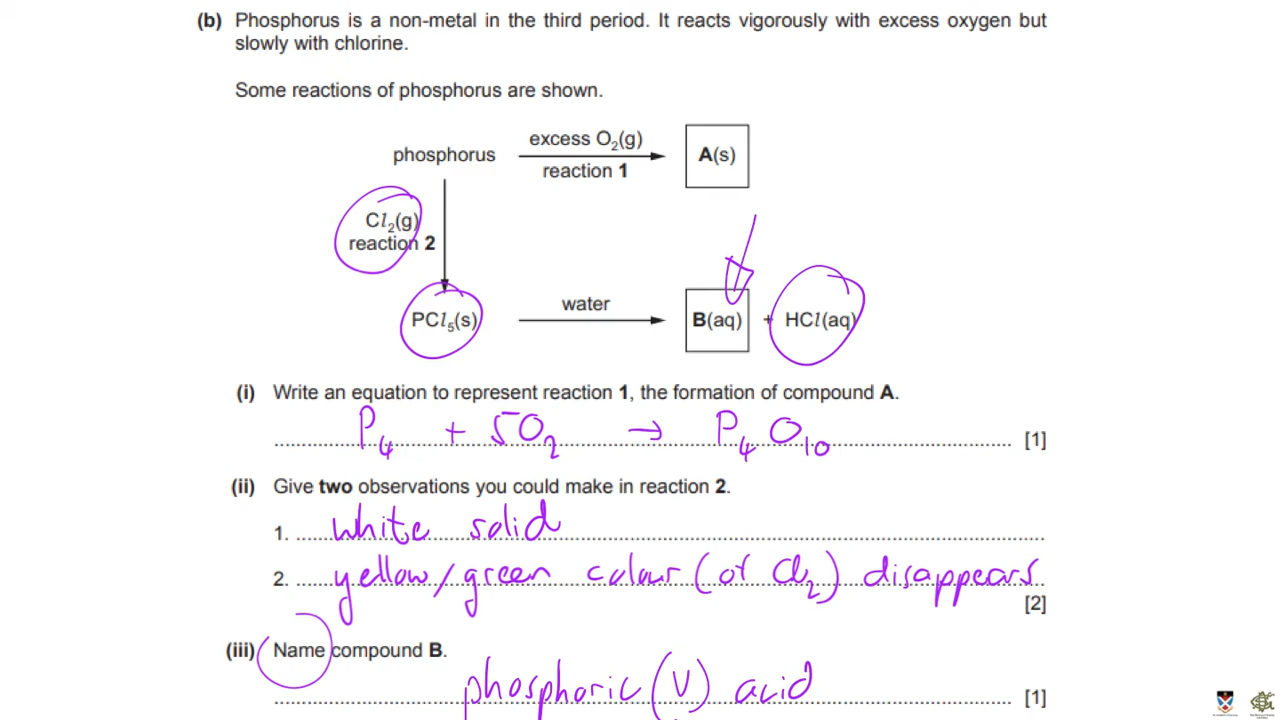 (b) Phosphorus is a non-metal in the third period. It reacts vigorously with excess oxygen but
slowly with chlorine.
Some reactions of phosphorus are shown.
phosphorus
excess O₂(g)
reaction 1
A(s)
Cl₂(g)
reaction 2
PCl₅(s)
water
B(aq)
+ HCl(aq)
(i) Write an equation to represent reaction 1, the formation of compound A.
P₄ + 5O₂ → P₄O₁₀ [1]
(ii) Give two observations you could make in reaction 2.
1. white solid
2. yellow/green colour (of Cl₂) disappears
[2]
(iii) Name compound B.
phosphoric (V) acid [1]